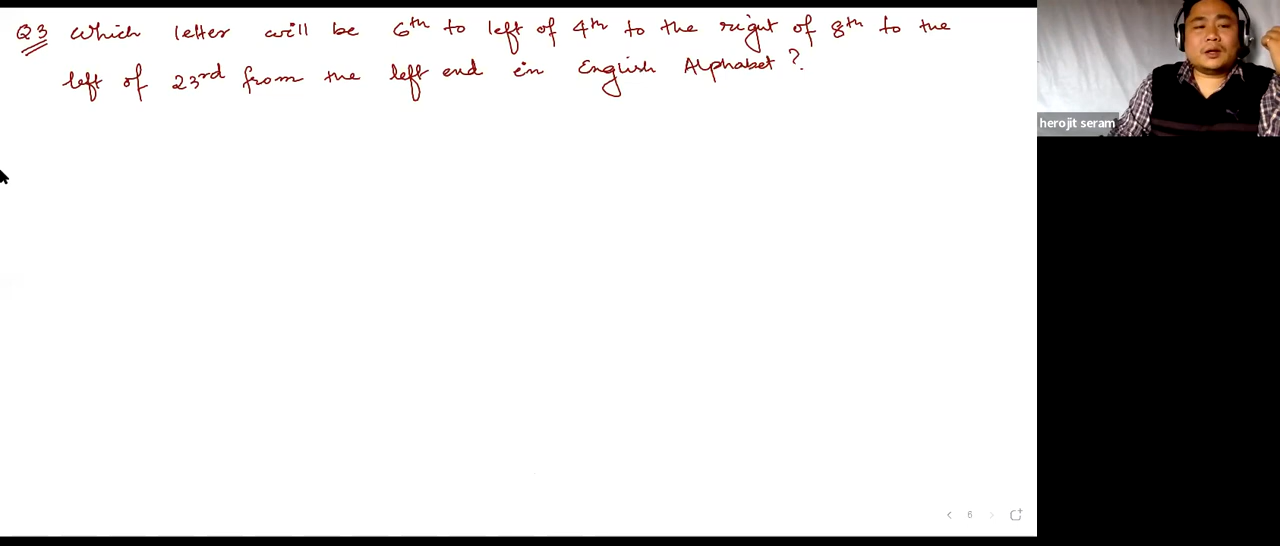 Q3 Which letter will be 6th to left of 4th to the right of 8th to the
left of 23rd from the left end in English Alphabet ?
herojit seram
6